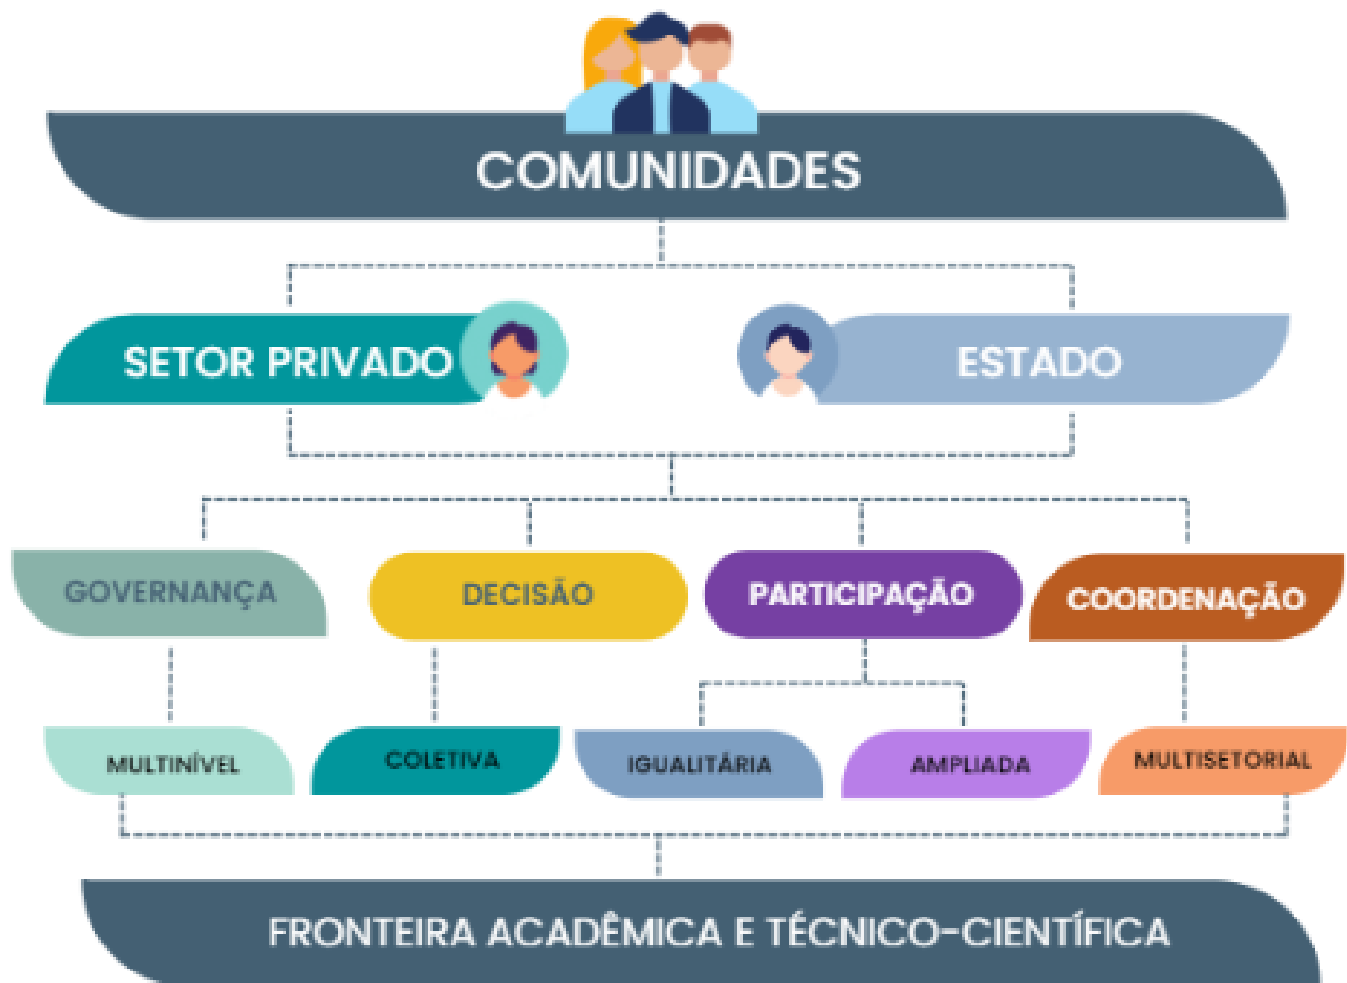 COMUNIDADES
SETOR PRIVADO
ESTADO
GOVERNANÇA
DECISÃO
PARTICIPAÇÃO
COORDENAÇÃO
MULTINÍVEL
COLETIVA
IGUALITÁRIA
AMPLIADA
MULTISETORIAL
FRONTEIRA ACADÊMICA E TÉCNICO-CIENTÍFICA